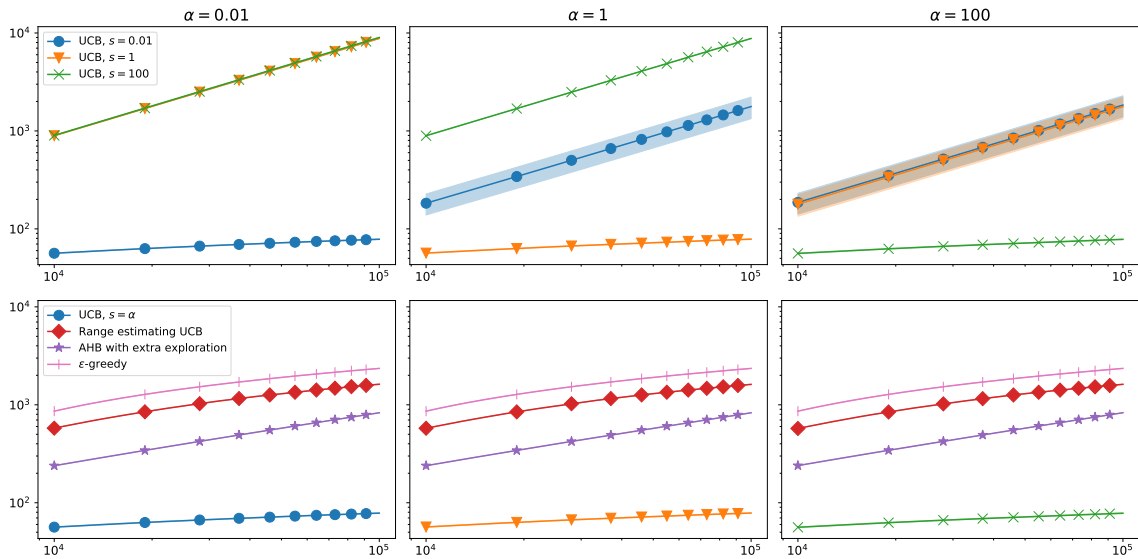 α = 0.01
α = 1
α = 100
10⁴
10³
10²
UCB, s = 0.01
UCB, s = 1
UCB, s = 100
10⁴
10⁵
10⁴
10⁵
10⁴
10⁵
10⁴
10³
10²
UCB, s = α
Range estimating UCB
AHB with extra exploration
ε-greedy
10⁴
10⁵
10⁴
10⁵
10⁴
10⁵